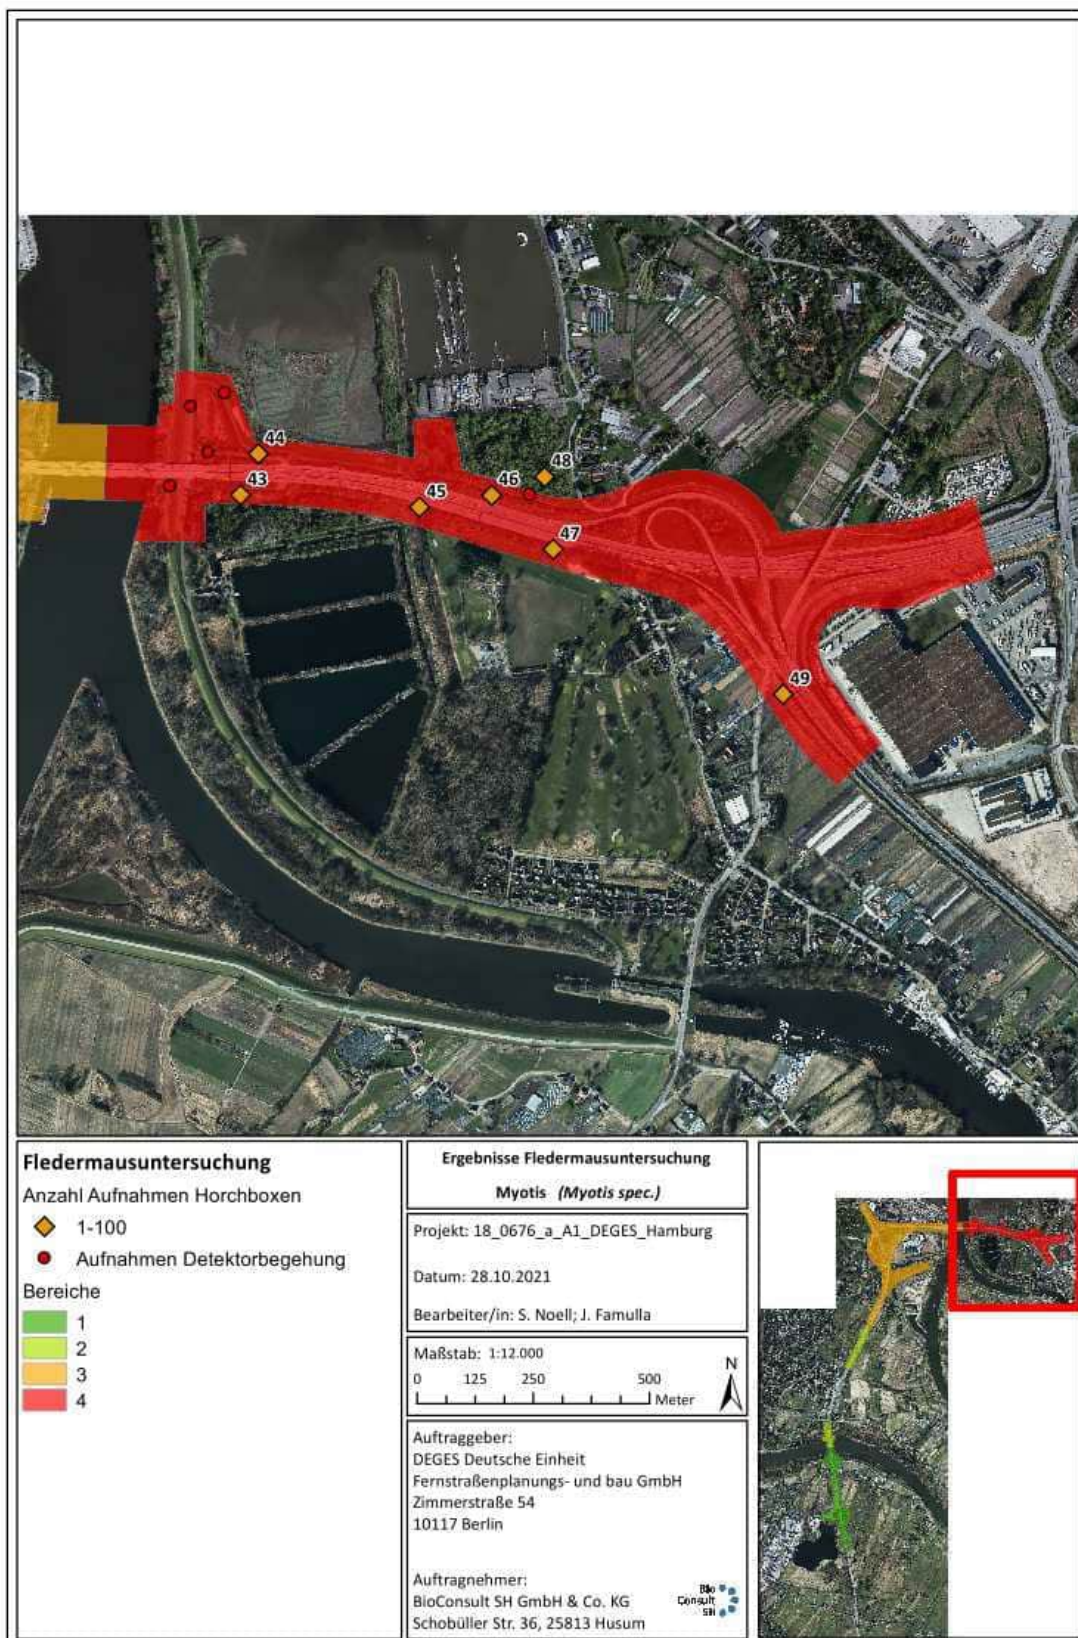 44
48
43
46
45
47
49
Fledermausuntersuchung
Anzahl Aufnahmen Horchboxen
1-100
Aufnahmen Detektorbegehung
Bereiche
1
2
3
4
Ergebnisse Fledermausuntersuchung
Myotis (Myotis spec.)
Projekt: 18_0676_a_A1_DEGES_Hamburg
Datum: 28.10.2021
Bearbeiter/in: S. Noell; J. Famulla
Maßstab: 1:12.000
0 125 250 500
Meter
N
Auftraggeber:
DEGES Deutsche Einheit
Fernstraßenplanungs- und bau GmbH
Zimmerstraße 54
10117 Berlin
Auftragnehmer:
BioConsult SH GmbH & Co. KG
Schobüller Str. 36, 25813 Husum
Bio
Consult
SH